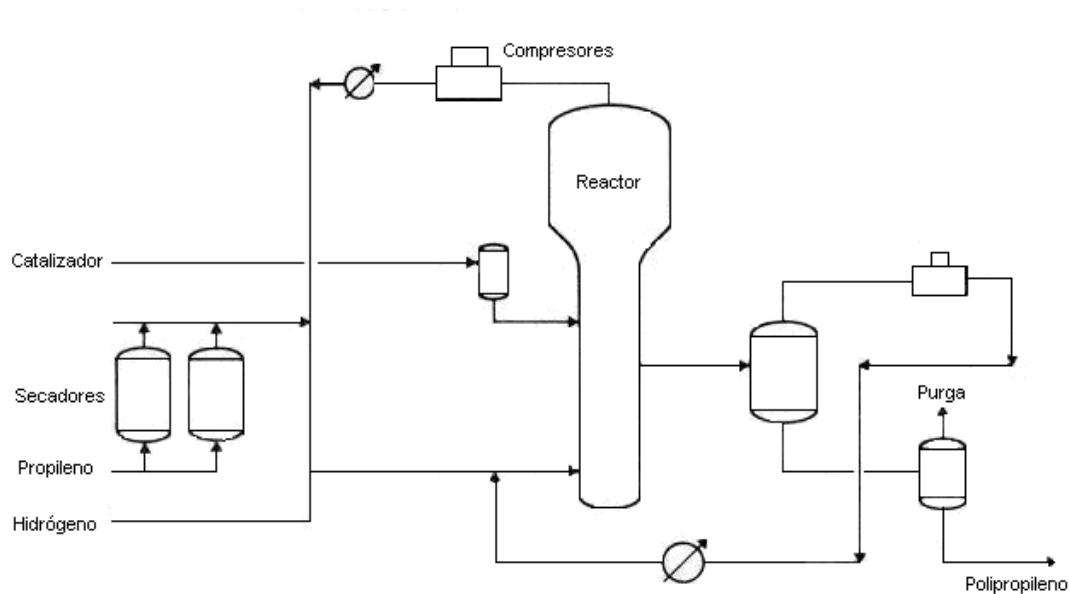 Compresores
Reactor
Catalizador
Secadores
Purga
Propileno
Hidrógeno
Polipropileno